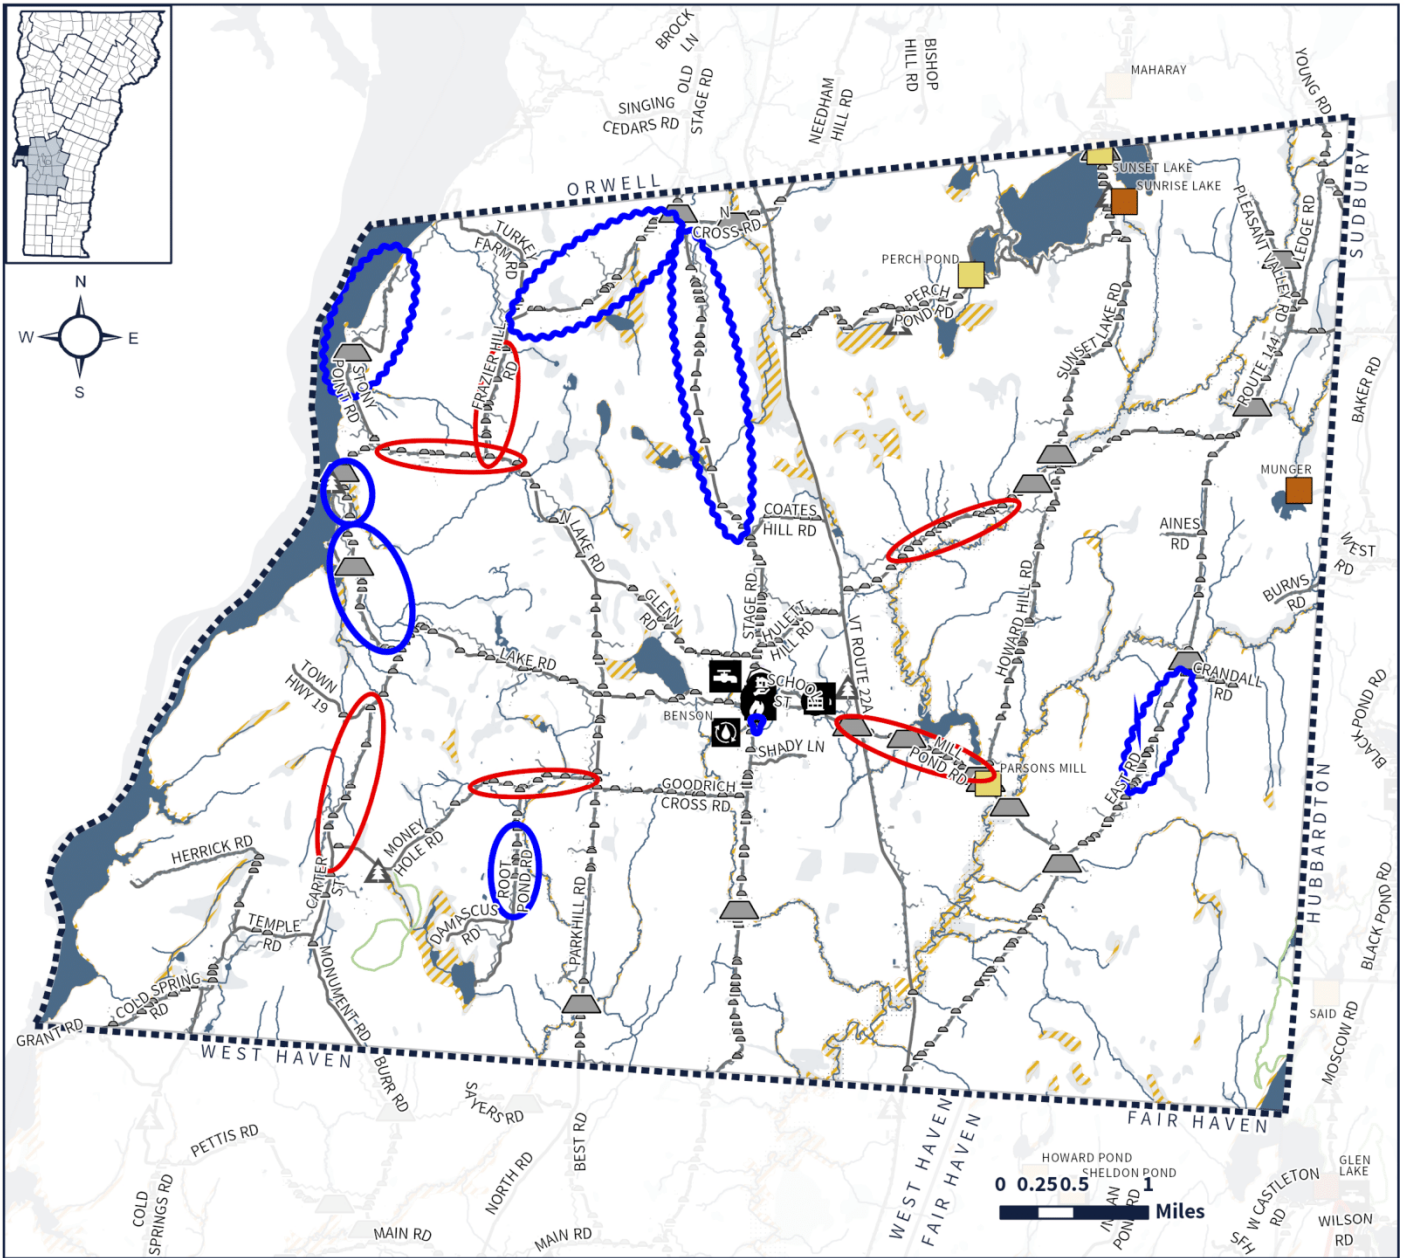 BROCK
LN
OLD
STAGE RD
SINGING
CEDARS RD
NEEDHAM
HILL RD
BISHOP
HILL RD
MAHARAY
YOUNG RD
ORWELL
SUDBURY
SUNSET LAKE
SUNRISE LAKE
N
CROSS RD
TURKEY
FARM RD
PLEASANT
VALLEY RD
LEDGE RD
PERCH POND
PERCH
POND RD
N
W
E
S
STONY
POINT RD
FRAZIER HILL
RD
SUNSET LAKE RD
ROUTE 144
BAKER RD
MUNGER
COATES
HILL RD
AINES
RD
N LAKE RD
WEST
RD
BURNS
RD
GLENN
RD
STAGE RD
HULETT
HILL RD
VT ROUTE 22A
HOWARD HILL RD
LAKE RD
TOWN
HWY 19
SCHOOL
ST
CRANDALL
RD
BENSON
BLACK POND RD
SHADY LN
MILL
POND RD
PARSONS MILL
EAST RD
GOODRICH
CROSS RD
HUBBARDTON
HERRICK RD
MONEY
HOLE RD
CARTER
ST
ROOT
POND RD
DAMASCUS
RD
PARKHILL RD
TEMPLE
RD
BLACK POND RD
COLD SPRING
RD
MONUMENT RD
GRANT RD
SAID
WEST HAVEN
BURR RD
MOSCOW RD
SAYERS RD
FAIR HAVEN
WEST HAVEN
FAIR HAVEN
PETTIS RD
BEST RD
HOWARD POND
SHELDON POND
GLEN
LAKE
NORTH RD
COLD
SPRINGS RD
0 0.25 0.5 1
Miles
W CASTLETON
RD
WILSON
RD
MAIN RD
MAIN RD